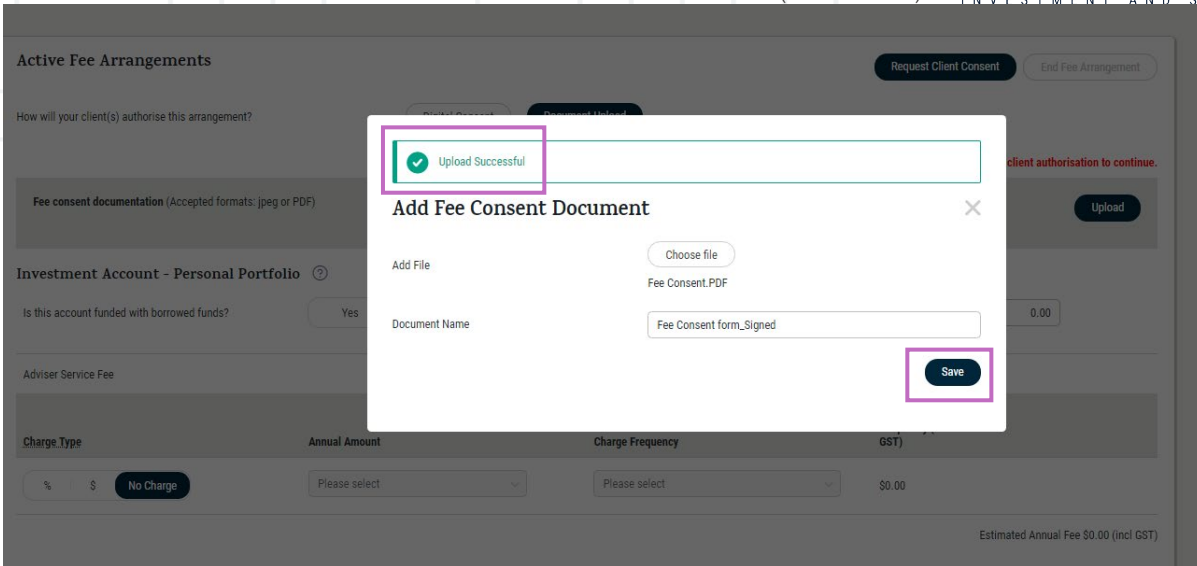 Active Fee Arrangements
Request Client Consent
End Fee Arrangement
How will your client(s) authorise this arrangement?
Digital Consent
Document Upload
Upload Successful
client authorisation to continue.
Fee consent documentation (Accepted formats: jpeg or PDF)
Add Fee Consent Document
Upload
Add File
Choose file
Fee Consent.PDF
Investment Account - Personal Portfolio
Is this account funded with borrowed funds?
Yes
0.00
Document Name
Fee Consent form_Signed
Save
Adviser Service Fee
Charge Type
Annual Amount
Charge Frequency
GST)
%
$
No Charge
Please select
Please select
$0.00
Estimated Annual Fee $0.00 (incl GST)